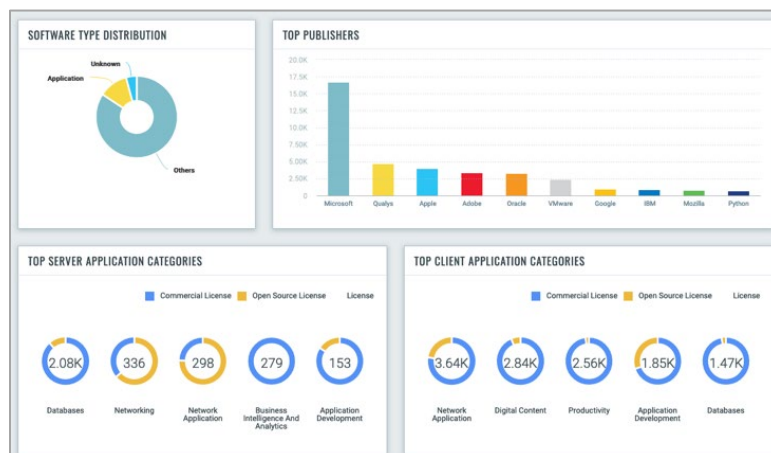 SOFTWARE TYPE DISTRIBUTION
Unknown
Application
Others
TOP PUBLISHERS
20.0K
17.5K
15.0K
12.5K
10.0K
7.50K
5.00K
2.50K
0
Microsoft
Qualys
Apple
Adobe
Oracle
VMware
Google
IBM
Mozilla
Python
TOP SERVER APPLICATION CATEGORIES
Commercial License
Open Source License
License
2.08K
336
298
279
153
Databases
Networking
Network
Application
Business
Intelligence And
Analytics
Application
Development
TOP CLIENT APPLICATION CATEGORIES
Commercial License
Open Source License
License
3.64K
2.84K
2.56K
1.85K
1.47K
Network
Application
Digital Content
Productivity
Application
Development
Databases